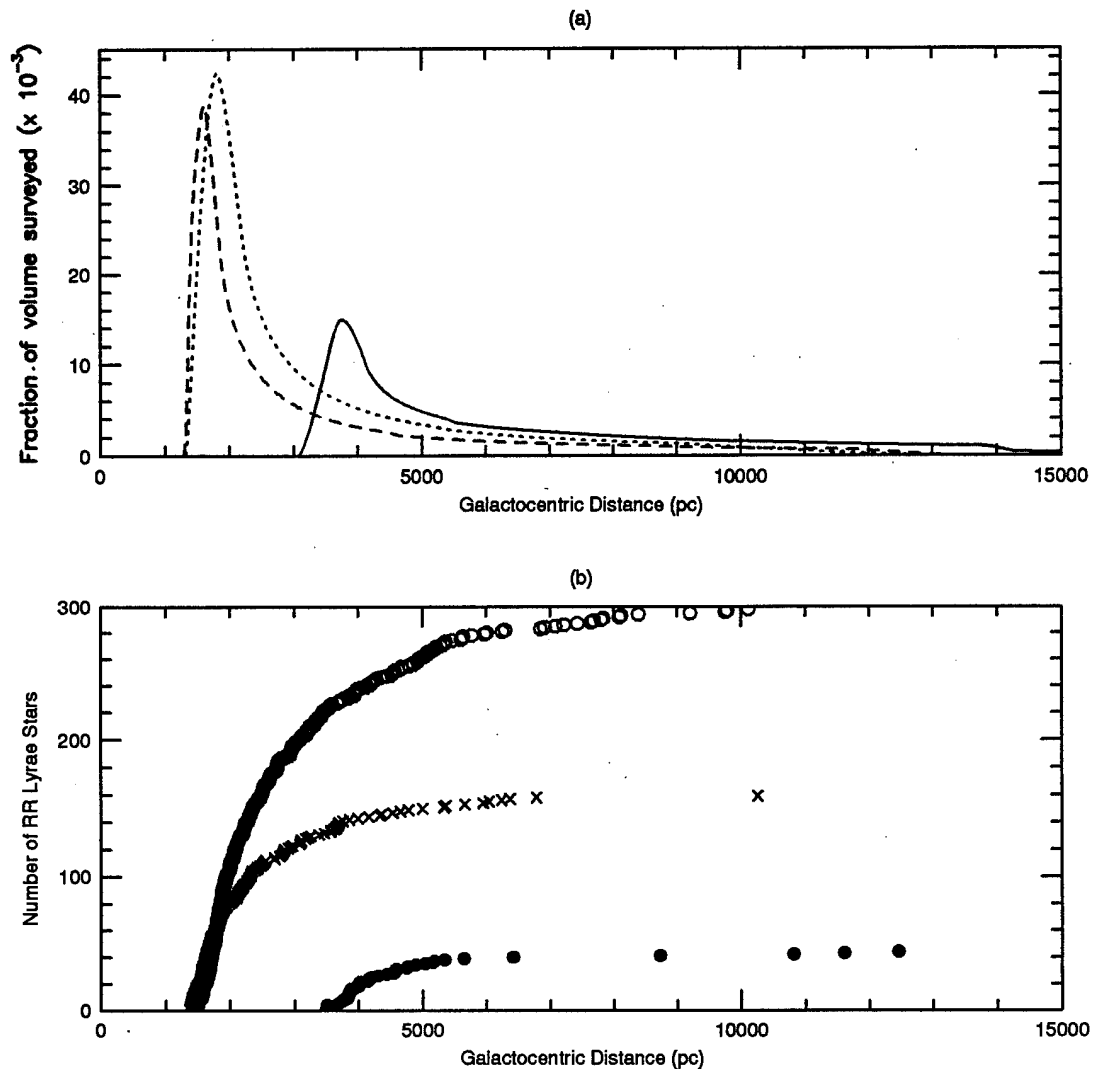 (a)
Fraction of volume surveyed (x 10⁻³)
40
30
20
10
0
0
5000
10000
15000
Galactocentric Distance (pc)
(b)
Number of RR Lyrae Stars
300
200
100
0
0
5000
10000
15000
Galactocentric Distance (pc)